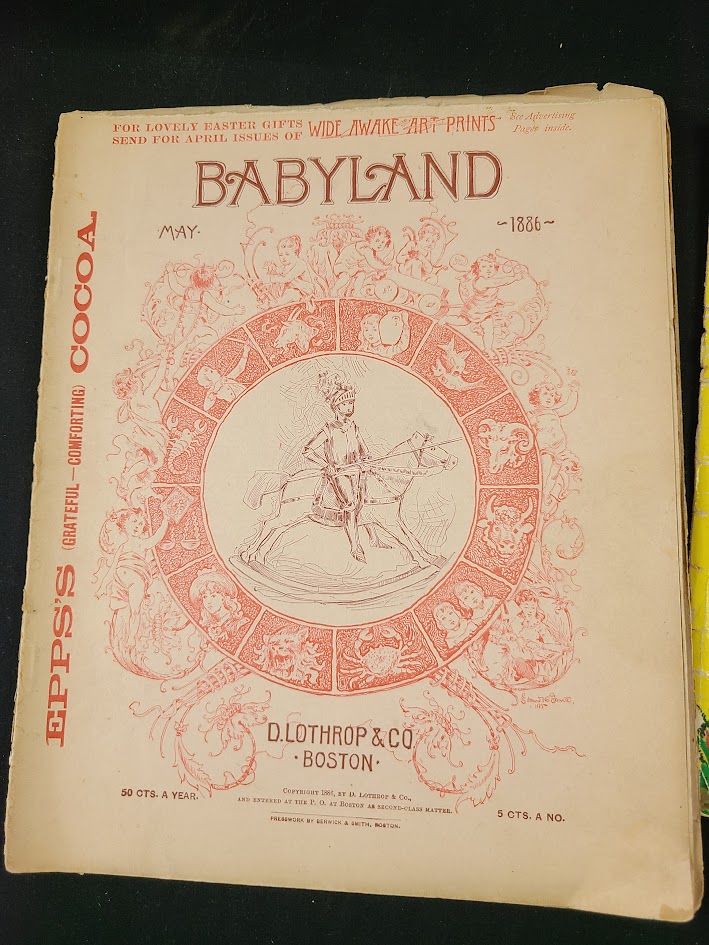 FOR LOVELY EASTER GIFTS
SEND FOR APRIL ISSUES OF
WIDE AWAKE ART PRINTS
See Advertising
Pages inside.
BABYLAND
MAY.
~1886~
EPPS'S (GRATEFUL—COMFORTING) COCOA.
D. LOTHROP & CO.
·BOSTON·
50 CTS. A YEAR.
COPYRIGHT 1886, BY D. LOTHROP & CO.,
AND ENTERED AT THE P. O. AT BOSTON AS SECOND-CLASS MATTER.
5 CTS. A NO.
PRESSWORK BY BERWICK & SMITH, BOSTON.